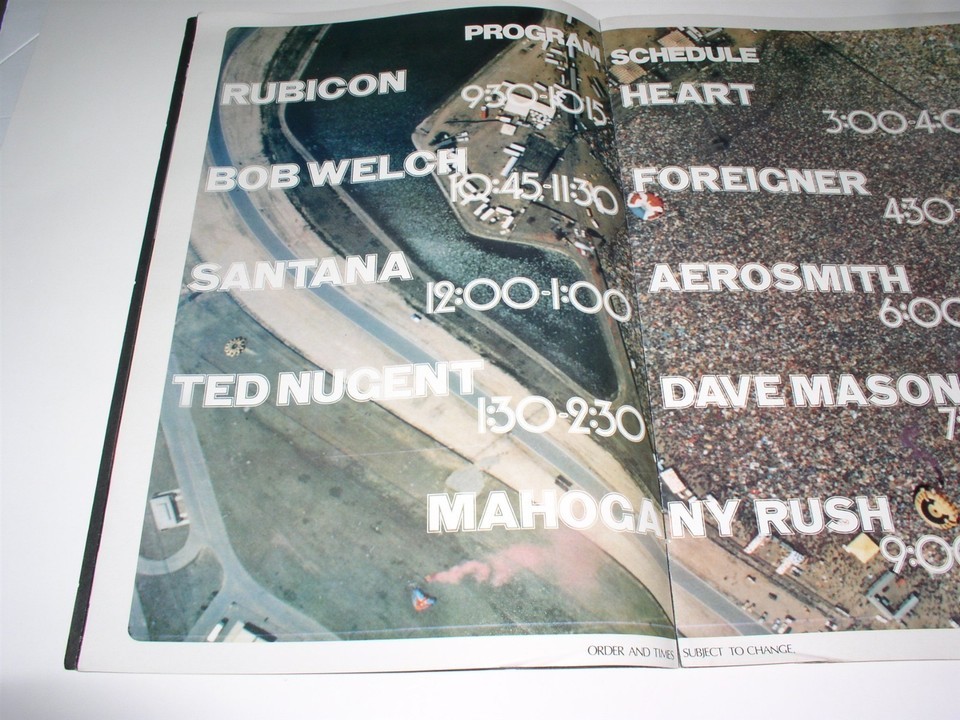 PROGRAM SCHEDULE
RUBICON
9:30-10:15
BOB WELCH
10:45-11:30
SANTANA
12:00-1:00
TED NUGENT
1:30-2:30
HEART
3:00-4:0
FOREIGNER
4:30-
AEROSMITH
6:00
DAVE MASON
7:
MAHOGANY RUSH
9:00
ORDER AND TIMES SUBJECT TO CHANGE.